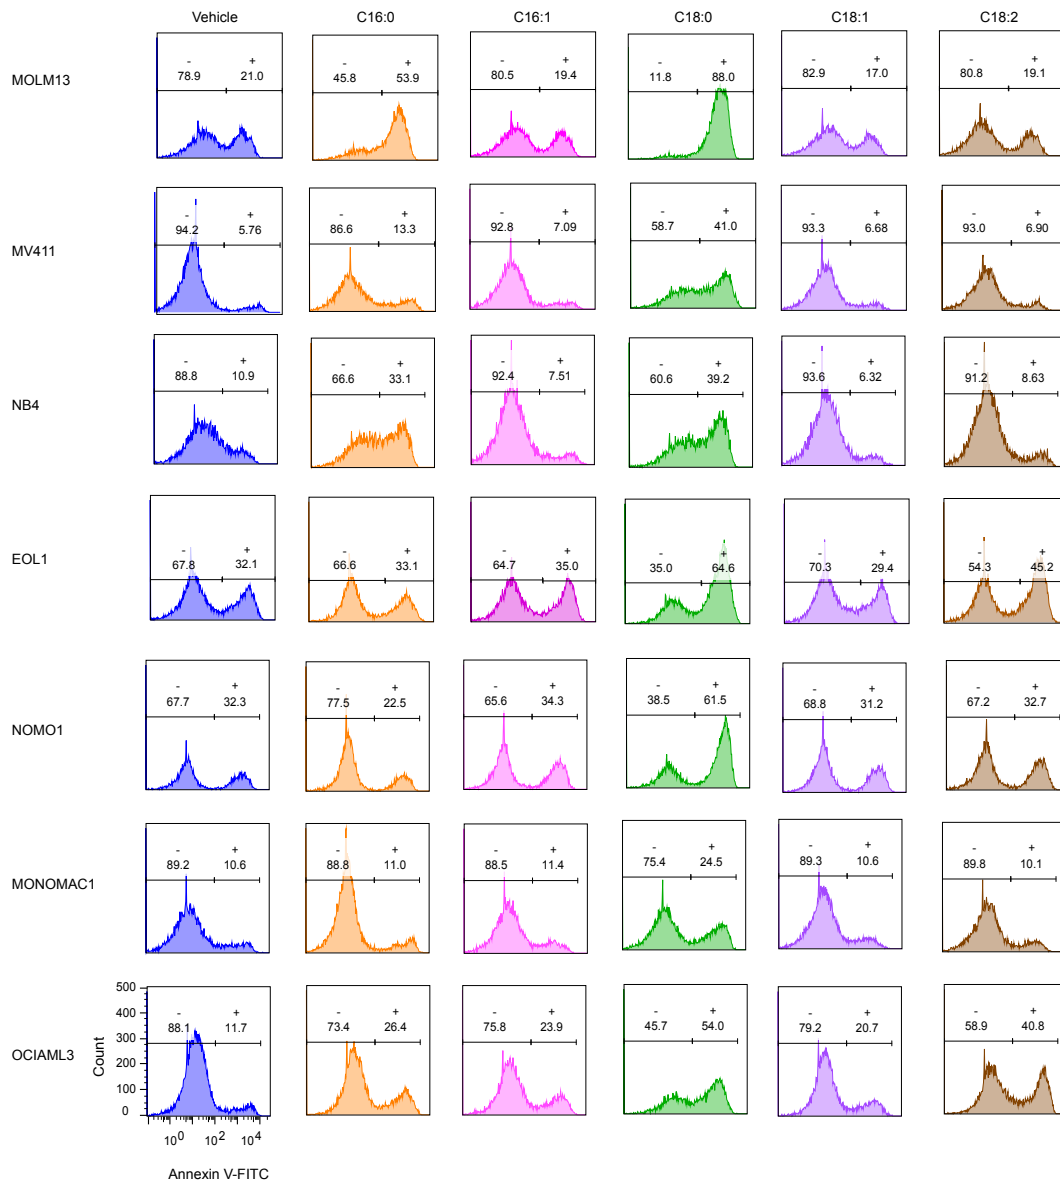 Vehicle C16:0 C16:1 C18:0 C18:1 C18:2
MOLM13
- + - + - + - + - + - +
78.9 21.0 45.8 53.9 80.5 19.4 11.8 88.0 82.9 17.0 80.8 19.1
MV411
- + - + - + - + - + - +
94.2 5.76 86.6 13.3 92.8 7.09 58.7 41.0 93.3 6.68 93.0 6.90
NB4
- + - + - + - + - + - +
88.8 10.9 66.6 33.1 92.4 7.51 60.6 39.2 93.6 6.32 91.2 8.63
EOL1
- + - + - + - + - + - +
67.8 32.1 66.6 33.1 64.7 35.0 35.0 64.6 70.3 29.4 54.3 45.2
NOMO1
- + - + - + - + - + - +
67.7 32.3 77.5 22.5 65.6 34.3 38.5 61.5 68.8 31.2 67.2 32.7
MONOMAC1
- + - + - + - + - + - +
89.2 10.6 88.8 11.0 88.5 11.4 75.4 24.5 89.3 10.6 89.8 10.1
OCIAML3
- + - + - + - + - + - +
88.1 11.7 73.4 26.4 75.8 23.9 45.7 54.0 79.2 20.7 58.9 40.8
500
400
300
200
100
0
Count
10⁰ 10² 10⁴
Annexin V-FITC